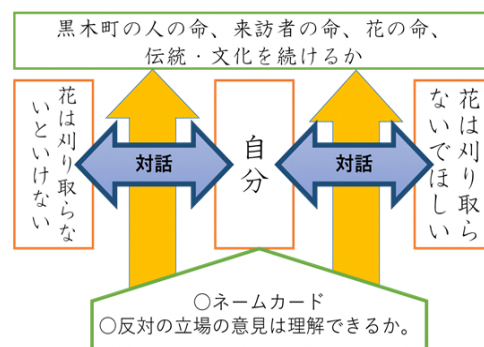 黒木町の人の命、来訪者の命、花の命、
伝統・文化を続けるか
花は刈り取らな
いといけない
対話
自分
対話
花は刈り取ら
ないでほしい
○ネームカード
○反対の立場の意見は理解できるか。